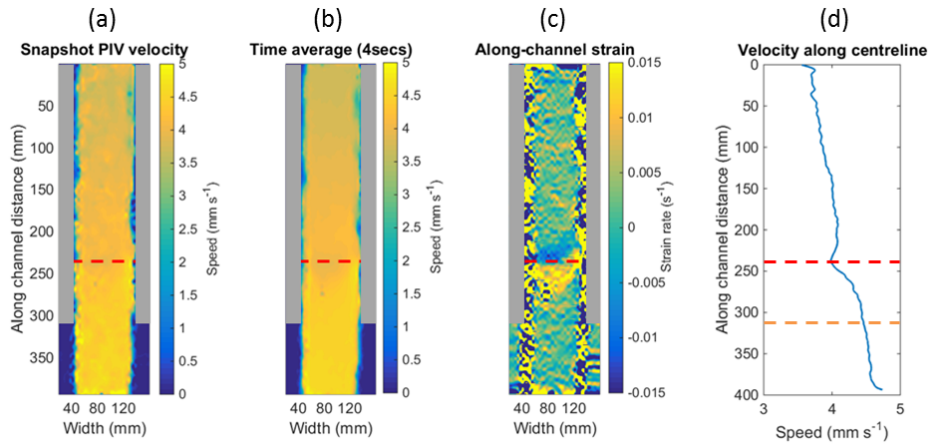 (a)
(b)
(c)
(d)
Snapshot PIV velocity
Time average (4secs)
Along-channel strain
Velocity along centreline
Along channel distance (mm)
50
100
150
200
250
300
350
40 80 120
Width (mm)
5
4.5
4
3.5
3
2.5
2
1.5
1
0.5
0
Speed (mm s⁻¹)
40 80 120
Width (mm)
5
4.5
4
3.5
3
2.5
2
1.5
1
0.5
0
Speed (mm s⁻¹)
40 80 120
Width (mm)
0.015
0.010
0.005
0
-0.005
-0.01
-0.015
Strain rate (s⁻¹)
Along channel distance (mm)
0
50
100
150
200
250
300
350
400
3 4 5
Speed (mm s⁻¹)